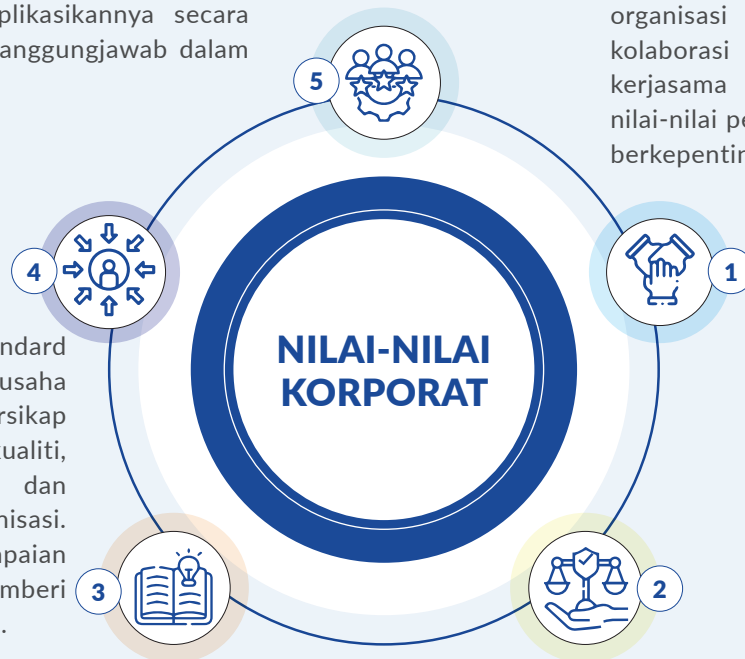 plikasikannya secara
anggungjawab dalam
organisasi
kolaborasi
kerjasama
nilai-nilai pe
berkepentin
5
4
1
NILAI-NILAI
KORPORAT
ndard
usaha
rsikap
ualiti,
dan
nisasi.
paian
mberi
.
3
2